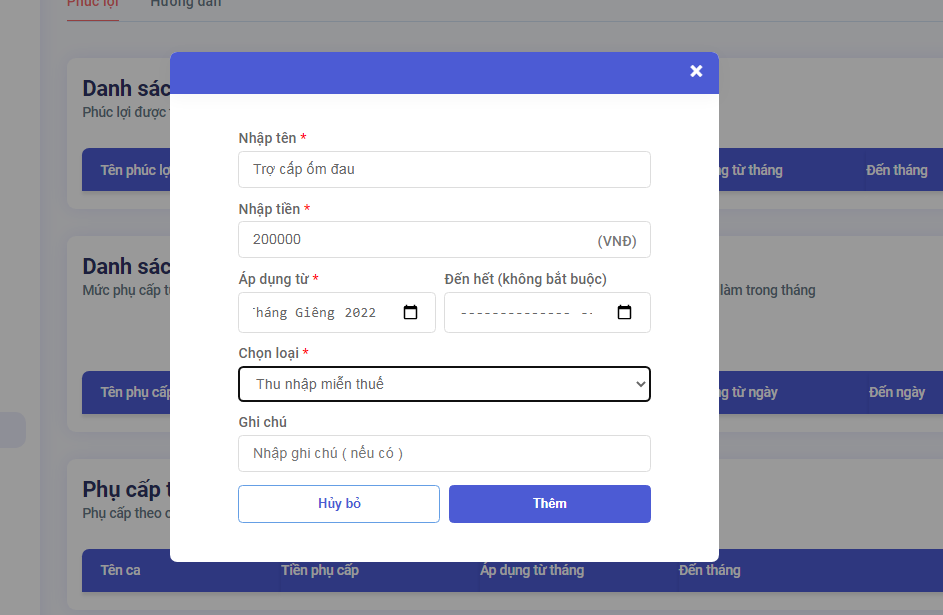 Phúc lợi Hướng dẫn
Danh sác
Phúc lợi được
Tên phúc lợ
g từ tháng Đến tháng
×
Nhập tên *
Trợ cấp ốm đau
Nhập tiền *
200000 (VNĐ)
Áp dụng từ * Đến hết (không bắt buộc)
háng Giêng 2022 -------------- --
Chọn loại *
Thu nhập miễn thuế
Ghi chú
Nhập ghi chú ( nếu có )
Hủy bỏ Thêm
Danh sác
Mức phụ cấp t
làm trong tháng
Tên phụ cấp
g từ ngày Đến ngày
Phụ cấp t
Phụ cấp theo c
Tên ca Tiền phụ cấp Áp dụng từ tháng Đến tháng